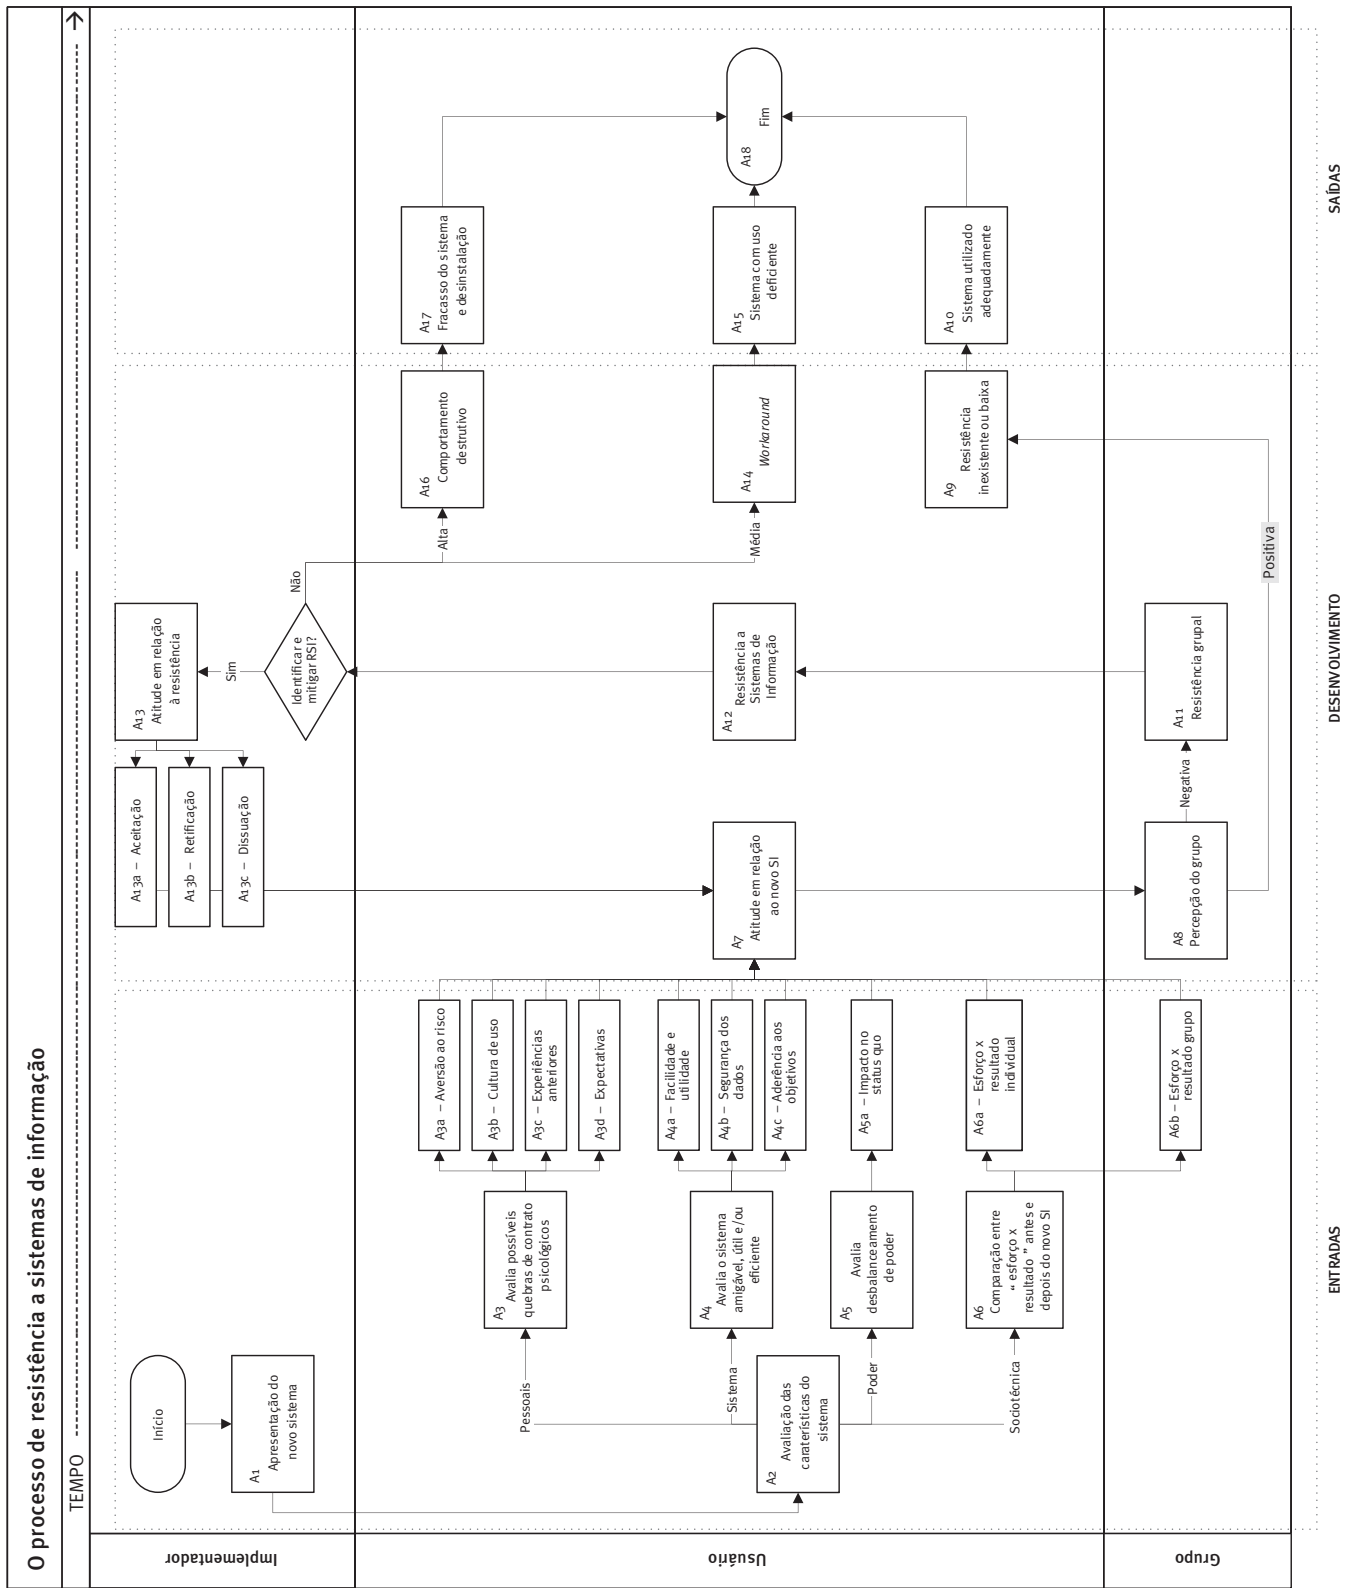 O processo de resistência a sistemas de informação
TEMPO
Implementador
Usuário
Grupo
Início
A1
Apresentação do
novo sistema
A2
Avaliação das
caraterísticas do
sistema
Pessoais
Sistema
Poder
Sociotécnica
A3
Avalia possíveis
quebras de contrato
psicológicos
A4
Avalia o sistema
amigável, útil e/ou
eficiente
A5
Avalia
desbalanceamento
de poder
A6
Comparação entre
“ esforço x
resultado ” antes e
depois do novo SI
A3a – Aversão ao risco
A3b – Cultura de uso
A3c – Experiências
anteriores
A3d – Expectativas
A4a – Facilidade e
utilidade
A4b – Segurança dos
dados
A4c – Aderência aos
objetivos
A5a – Impacto no
status quo
A6a – Esforço x
resultado
individual
A6b – Esforço x
resultado grupo
ENTRADAS
A13a – Aceitação
A13b – Retificação
A13c – Dissuação
A7
Atitude em relação
ao novo SI
A8
Percepção do grupo
Negativa
A13
Atitude em relação
à resistência
Sim
Identificar e
mitigar RSI?
Não
A12
Resistência a
Sistemas de
Informação
A11
Resistência grupal
Positiva
Alta
Média
A16
Comportamento
destrutivo
A14
Workaround
A9
Resistência
inexistente ou baixa
DESENVOLVIMENTO
A17
Fracasso do sistema
e desinstalação
A15
Sistema com uso
deficiente
A10
Sistema utilizado
adequadamente
A18
Fim
SAÍDAS